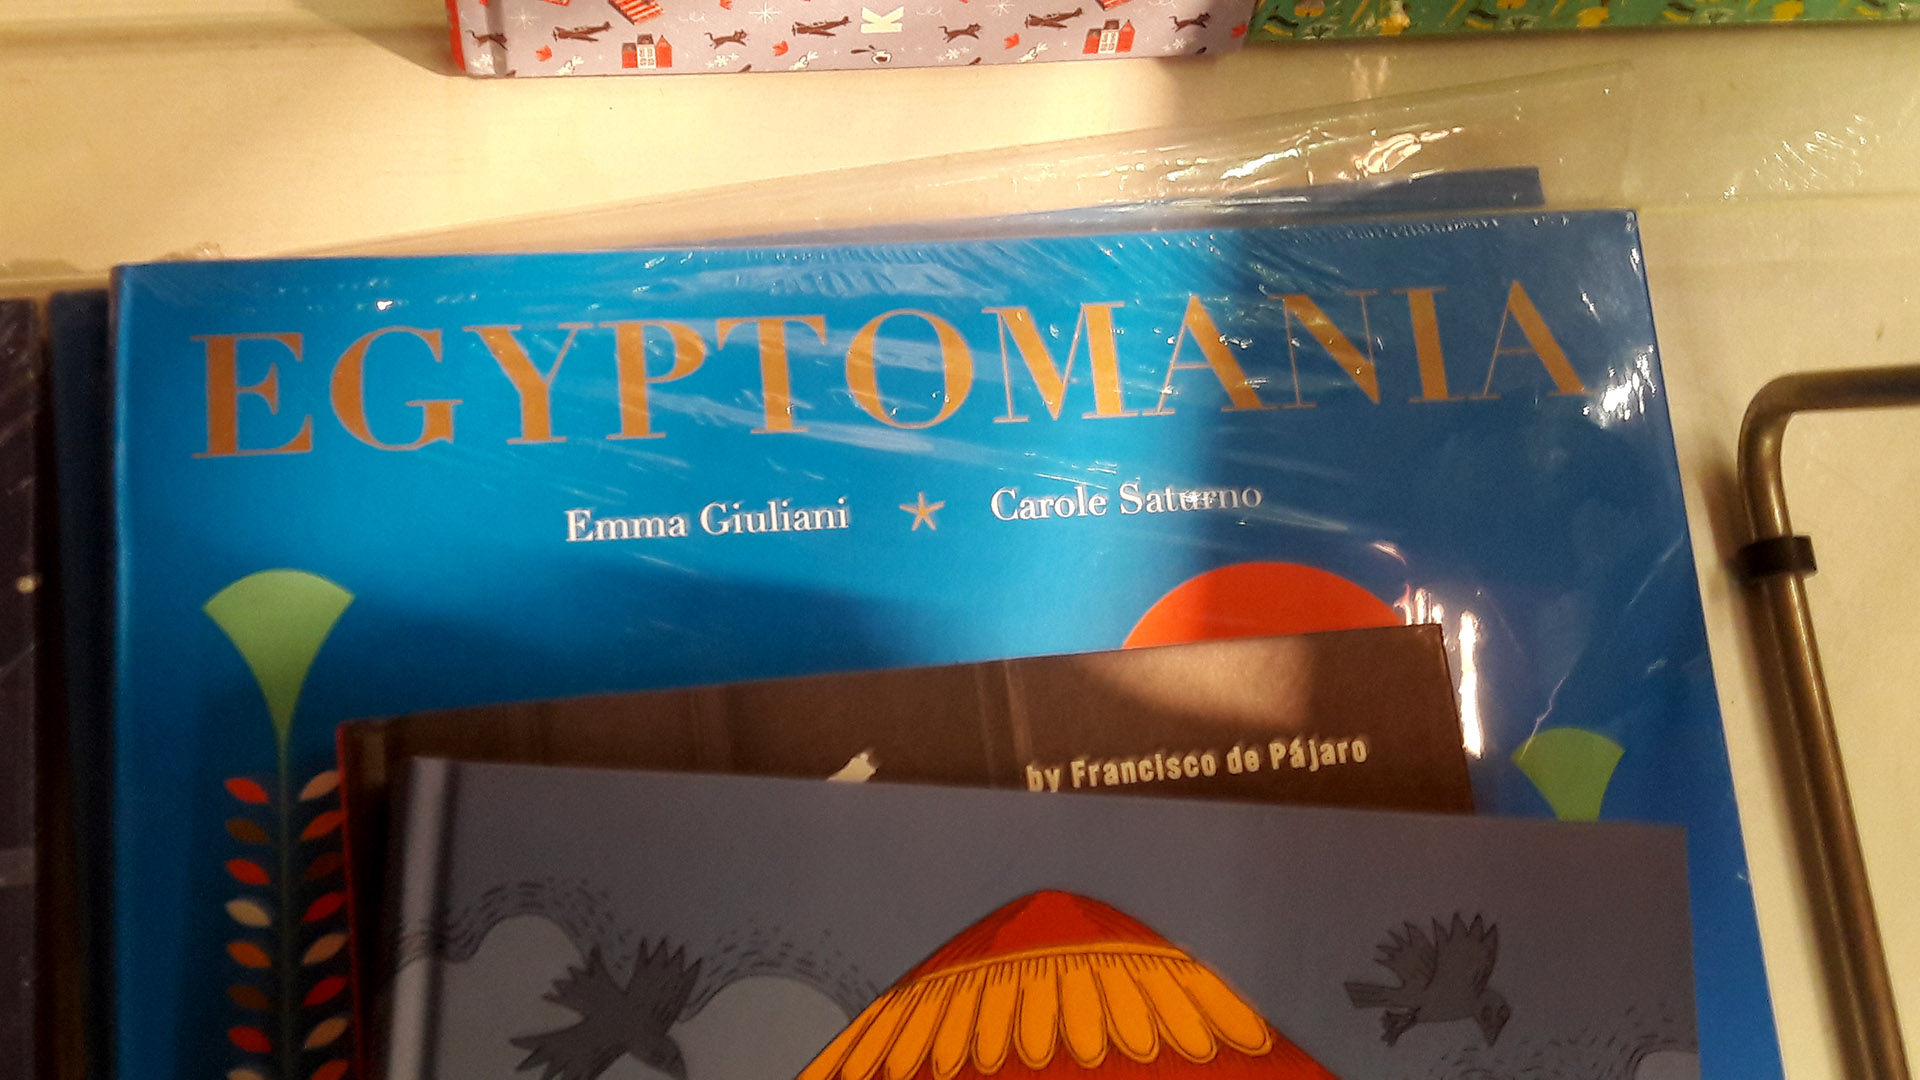 K
EGYPTOMANIA
Emma Giuliani ★ Carole Saturno
by Francisco de Pájaro